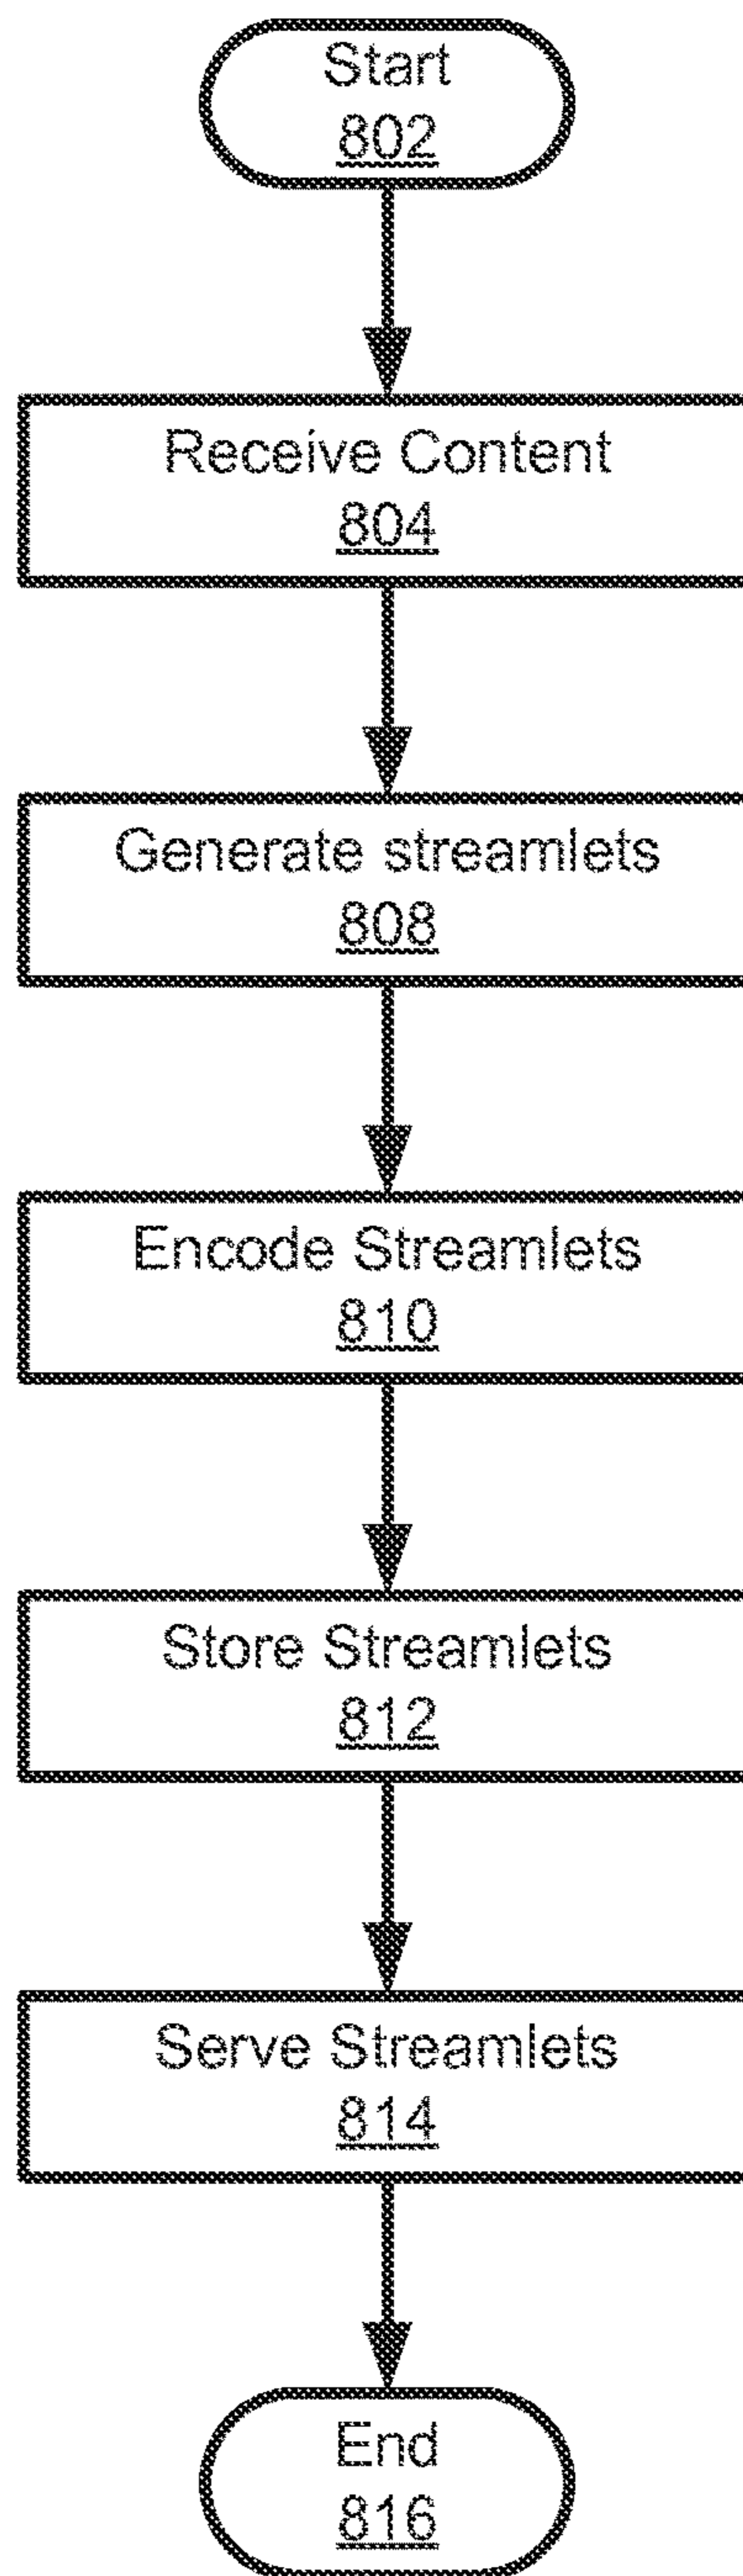 Start
802
Receive Content
804
Generate streamlets
808
Encode Streamlets
810
Store Streamlets
812
Serve Streamlets
814
End
816